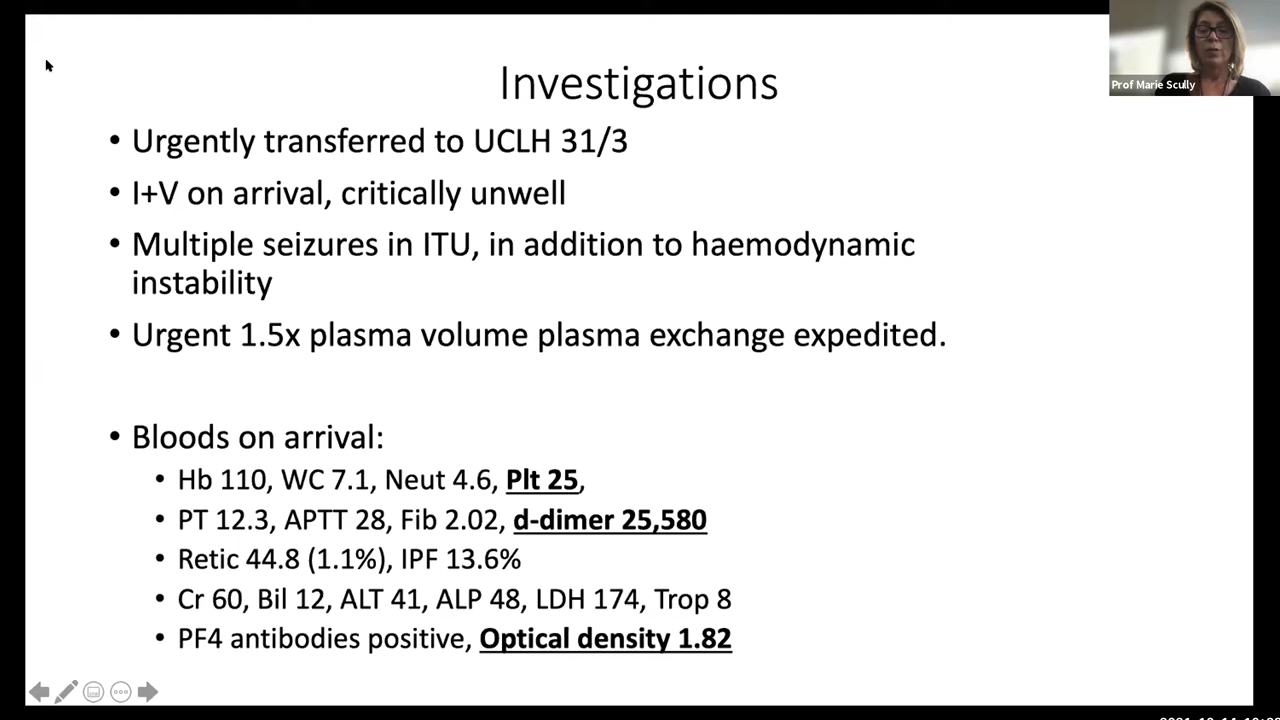 Prof Marie Scully
Investigations
• Urgently transferred to UCLH 31/3
• I+V on arrival, critically unwell
• Multiple seizures in ITU, in addition to haemodynamic
instability
• Urgent 1.5x plasma volume plasma exchange expedited.
• Bloods on arrival:
• Hb 110, WC 7.1, Neut 4.6, Plt 25,
• PT 12.3, APTT 28, Fib 2.02, d-dimer 25,580
• Retic 44.8 (1.1%), IPF 13.6%
• Cr 60, Bil 12, ALT 41, ALP 48, LDH 174, Trop 8
• PF4 antibodies positive, Optical density 1.82